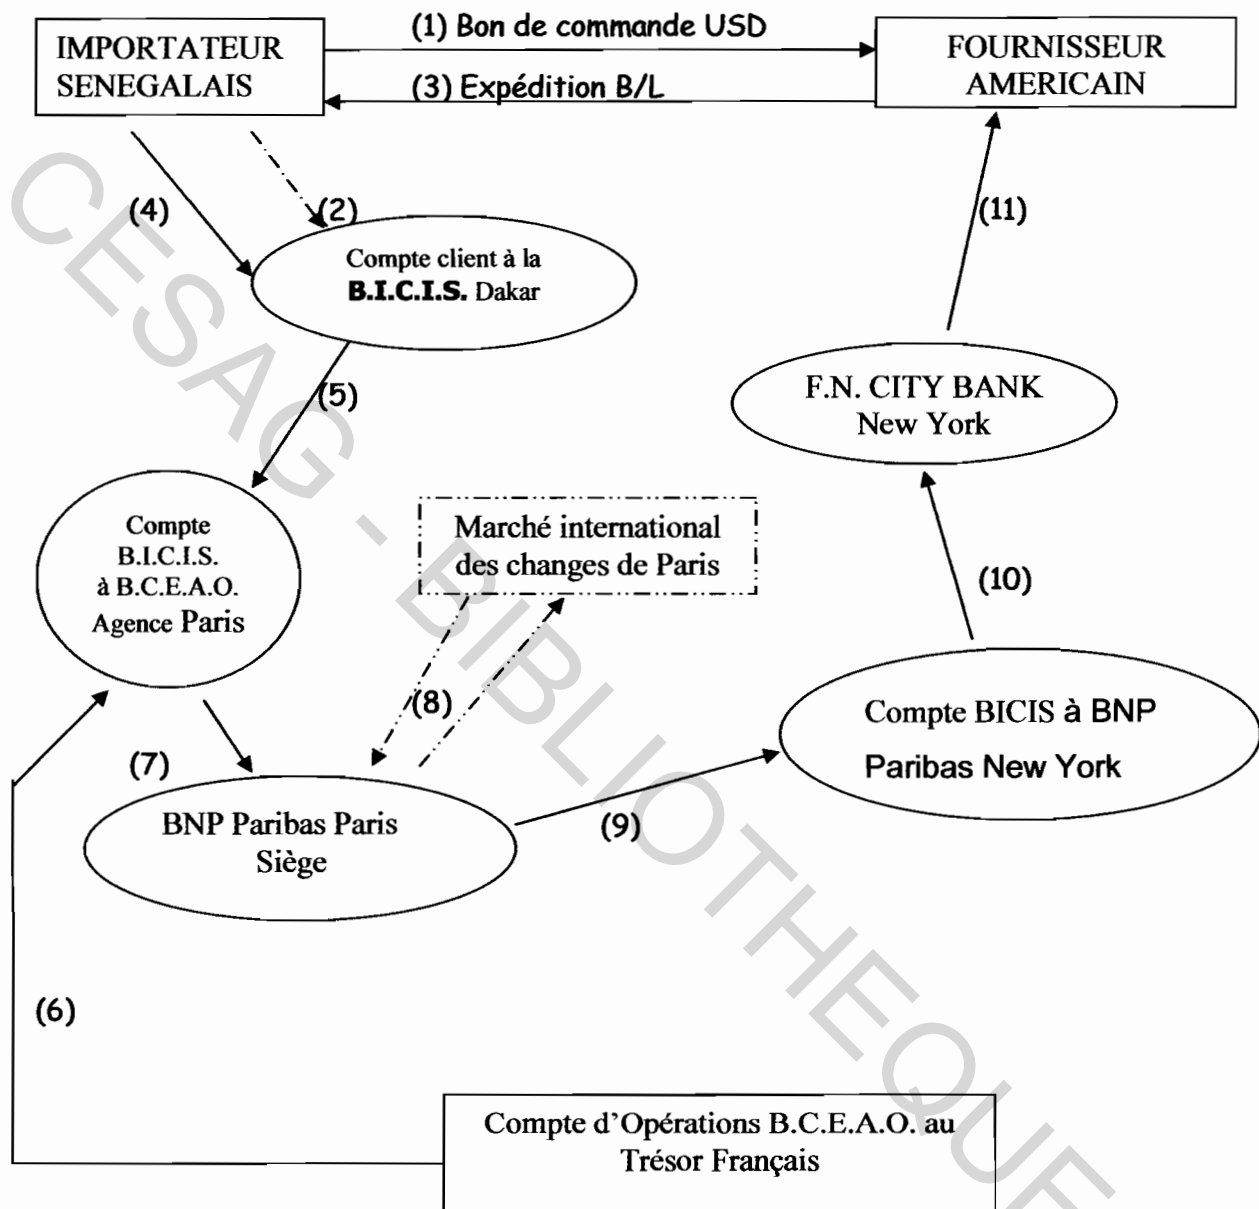 (1) Bon de commande USD
IMPORTATEUR
SENEGALAIS
FOURNISSEUR
AMERICAIN
(3) Expédition B/L
(4)
(2)
(11)
Compte client à la
B.I.C.I.S. Dakar
(5)
F.N. CITY BANK
New York
Compte
B.I.C.I.S.
à B.C.E.A.O.
Agence Paris
Marché international
des changes de Paris
(10)
(8)
Compte BICIS à BNP
Paribas New York
(7)
BNP Paribas Paris
Siège
(9)
(6)
Compte d'Opérations B.C.E.A.O. au
Trésor Français
CESAG - BIBLIOTHEQUE